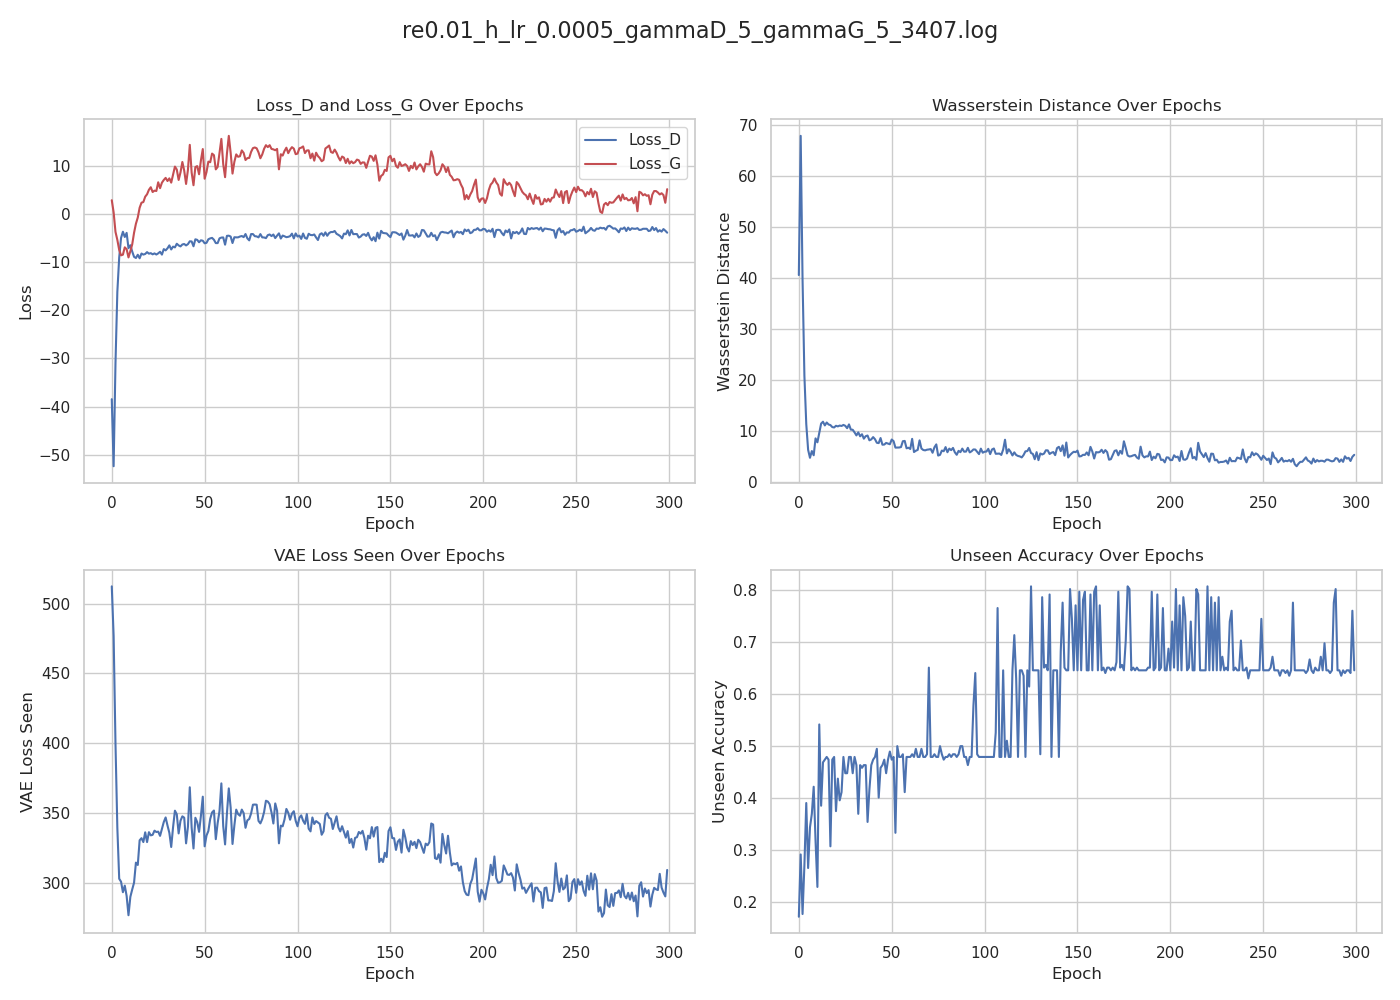 re0.01_h_lr_0.0005_gammaD_5_gammaG_5_3407.log
Loss_D and Loss_G Over Epochs
Loss_D
Loss_G
10
0
−10
−20
−30
−40
−50
Loss
0 50 100 150 200 250 300
Epoch
Wasserstein Distance Over Epochs
70
60
50
40
30
20
10
0
Wasserstein Distance
0 50 100 150 200 250 300
Epoch
VAE Loss Seen Over Epochs
500
450
400
350
300
VAE Loss Seen
0 50 100 150 200 250 300
Epoch
Unseen Accuracy Over Epochs
0.8
0.7
0.6
0.5
0.4
0.3
0.2
Unseen Accuracy
0 50 100 150 200 250 300
Epoch